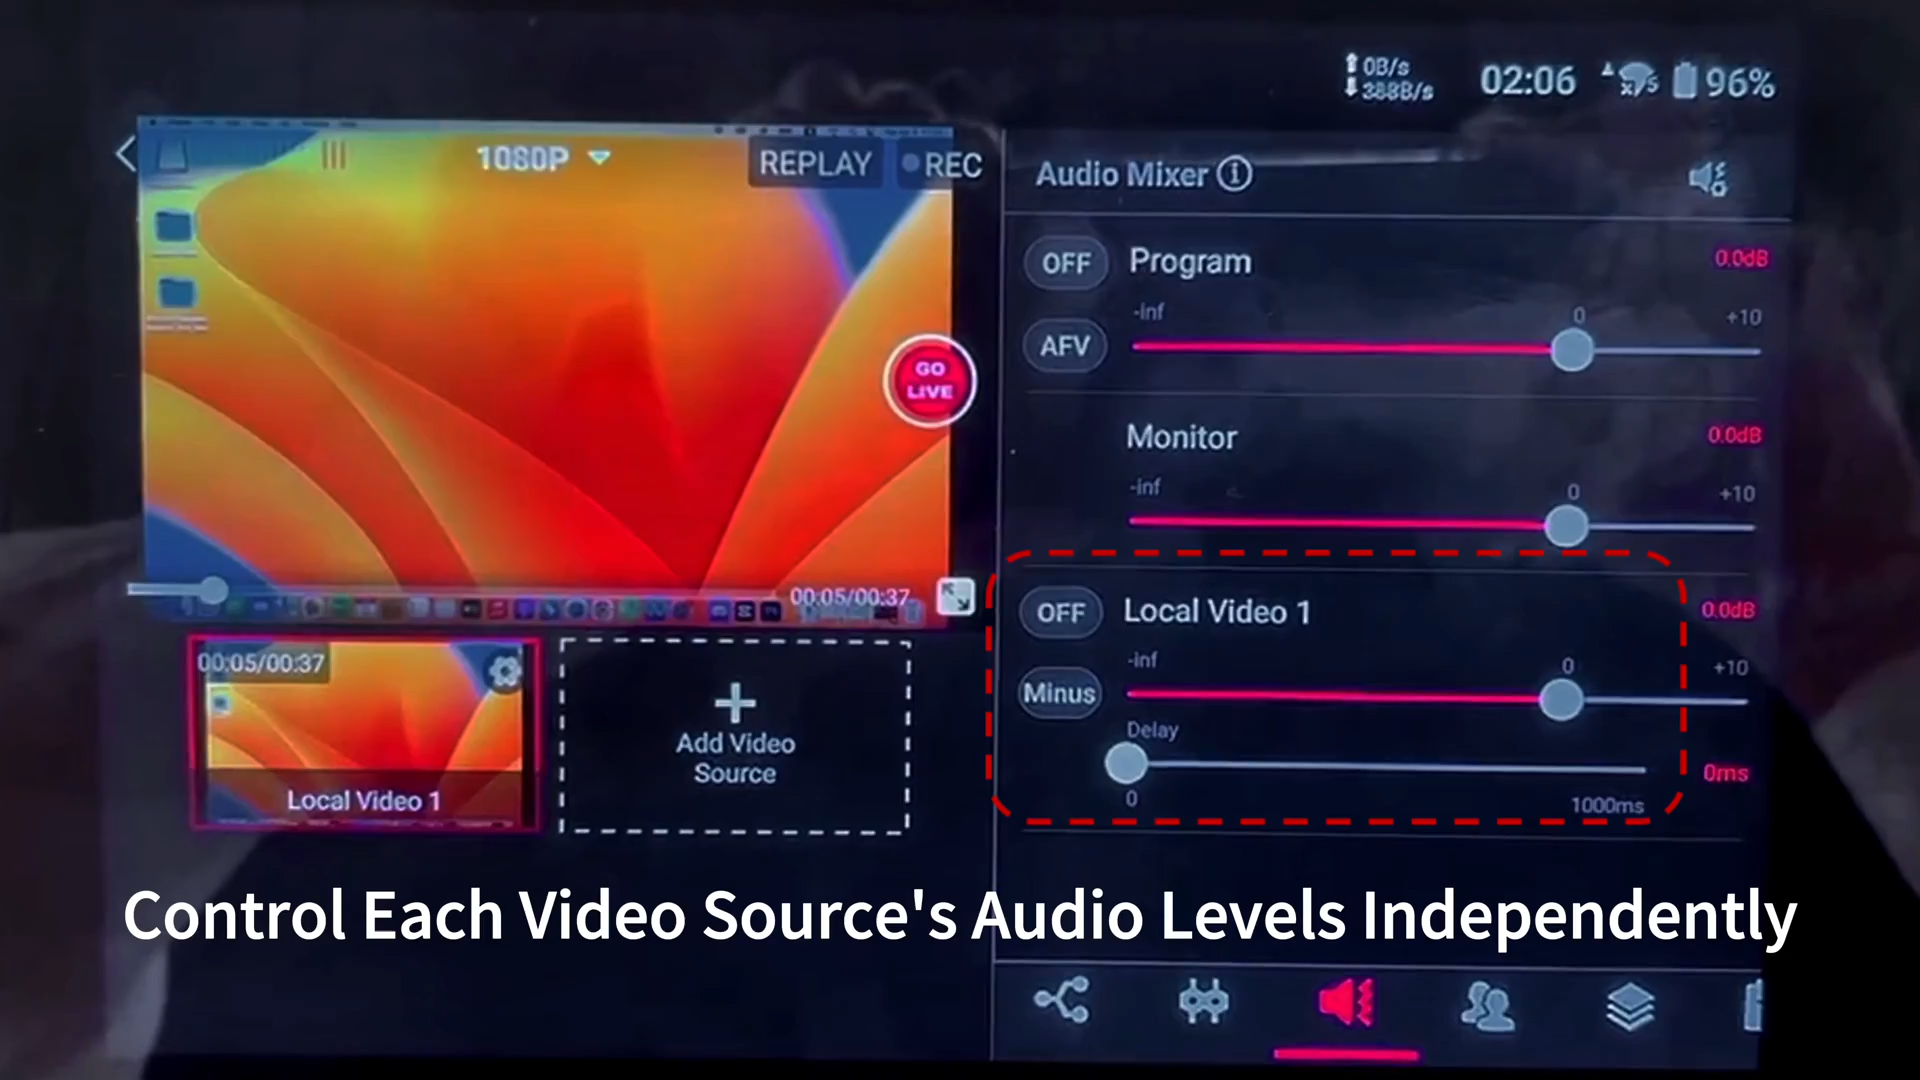 0B/s
388B/s
02:06
96%
1080P
REPLAY
REC
GO
LIVE
00:05/00:37
00:05/00:37
Local Video 1
Add Video
Source
Audio Mixer
OFF
Program
0.0dB
-inf
0
+10
AFV
Monitor
0.0dB
-inf
0
+10
OFF
Local Video 1
0.0dB
-inf
0
+10
Minus
Delay
0ms
0
1000ms
Control Each Video Source's Audio Levels Independently